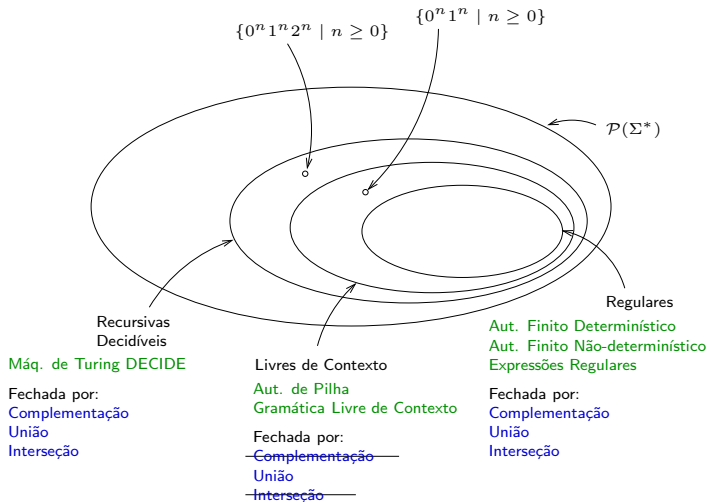 {0ⁿ1ⁿ2ⁿ | n ≥ 0}
{0ⁿ1ⁿ | n ≥ 0}
𝒫(Σ*)
Recursivas
Decidíveis
Máq. de Turing DECIDE
Fechada por:
Complementação
União
Interseção
Livres de Contexto
Aut. de Pilha
Gramática Livre de Contexto
Fechada por:
Complementação
União
Interseção
Regulares
Aut. Finito Determinístico
Aut. Finito Não-determinístico
Expressões Regulares
Fechada por:
Complementação
União
Interseção